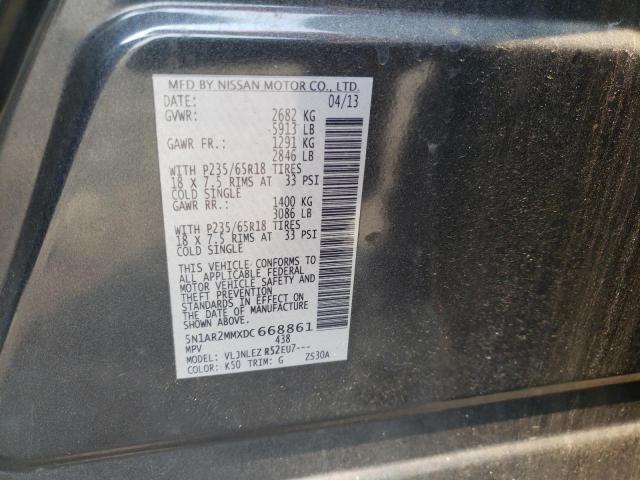 MFD BY NISSAN MOTOR CO., LTD.
DATE: 04/13
GVWR: 2682 KG
5913 LB
GAWR FR.: 1291 KG
2846 LB
WITH P235/65R18 TIRES
18 X 7.5 RIMS AT 33 PSI
COLD SINGLE
GAWR RR.: 1400 KG
3086 LB
WITH P235/65R18 TIRES
18 X 7.5 RIMS AT 33 PSI
COLD SINGLE
THIS VEHICLE CONFORMS TO
ALL APPLICABLE FEDERAL
MOTOR VEHICLE SAFETY AND
THEFT PREVENTION
STANDARDS IN EFFECT ON
THE DATE OF MANUFACTURE
SHOWN ABOVE.
5N1AR2MMXDC668861
MPV 438
MODEL: VLJNLEZ R52EU7---
COLOR: K50 TRIM: G ZS30A